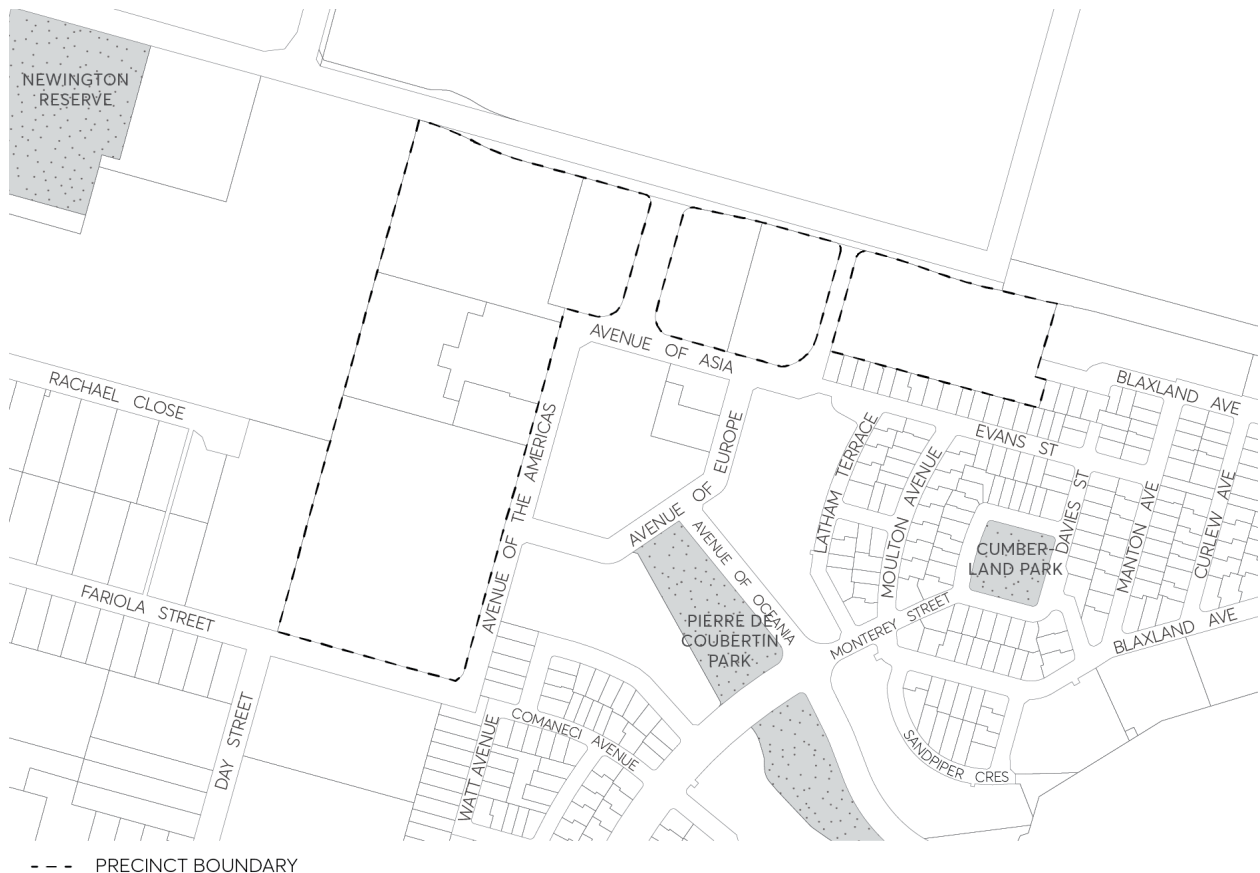 NEWINGTON
RESERVE
AVENUE OF ASIA
RACHAEL CLOSE
BLAXLAND AVE
AVENUE OF THE AMERICAS
AVENUE OF EUROPE
LATHAM TERRACE
MOULTON AVENUE
EVANS ST
DAVIES ST
MANTON AVE
CURLEW AVE
CUMBER-
LAND PARK
AVENUE OF OCEANIA
FARIOLA STREET
PIERRE DE
COUBERTIN
PARK
MONTEREY STREET
BLAXLAND AVE
DAY STREET
WATT AVENUE
COMANECI AVENUE
SANDPIPER CRES
PRECINCT BOUNDARY